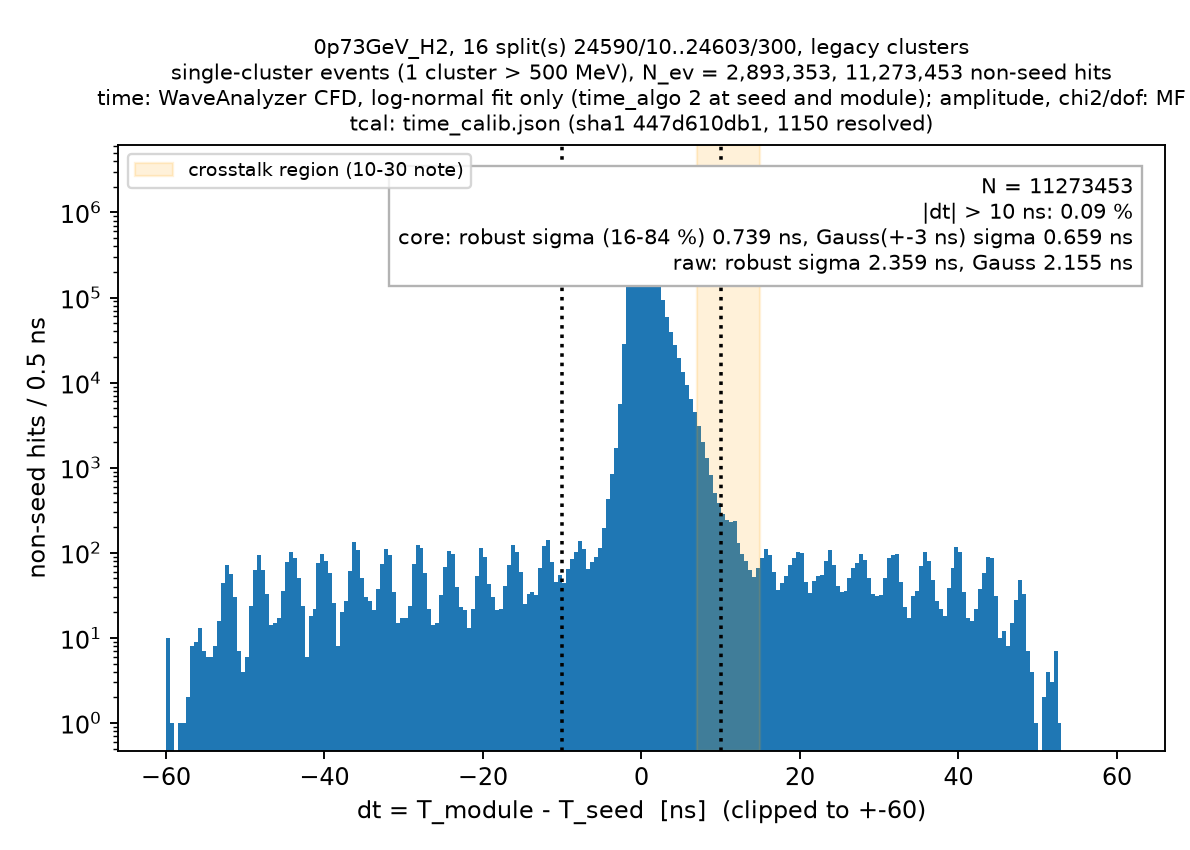 0p73GeV_H2, 16 split(s) 24590/10..24603/300, legacy clusters
single-cluster events (1 cluster > 500 MeV), N_ev = 2,893,353, 11,273,453 non-seed hits
time: WaveAnalyzer CFD, log-normal fit only (time_algo 2 at seed and module); amplitude, chi2/dof: MF
tcal: time_calib.json (sha1 447d610db1, 1150 resolved)
crosstalk region (10-30 note)
N = 11273453
|dt| > 10 ns: 0.09 %
core: robust sigma (16-84 %) 0.739 ns, Gauss(+-3 ns) sigma 0.659 ns
raw: robust sigma 2.359 ns, Gauss 2.155 ns
non-seed hits / 0.5 ns
10⁶
10⁵
10⁴
10³
10²
10¹
10⁰
−60 −40 −20 0 20 40 60
dt = T_module - T_seed [ns] (clipped to +-60)